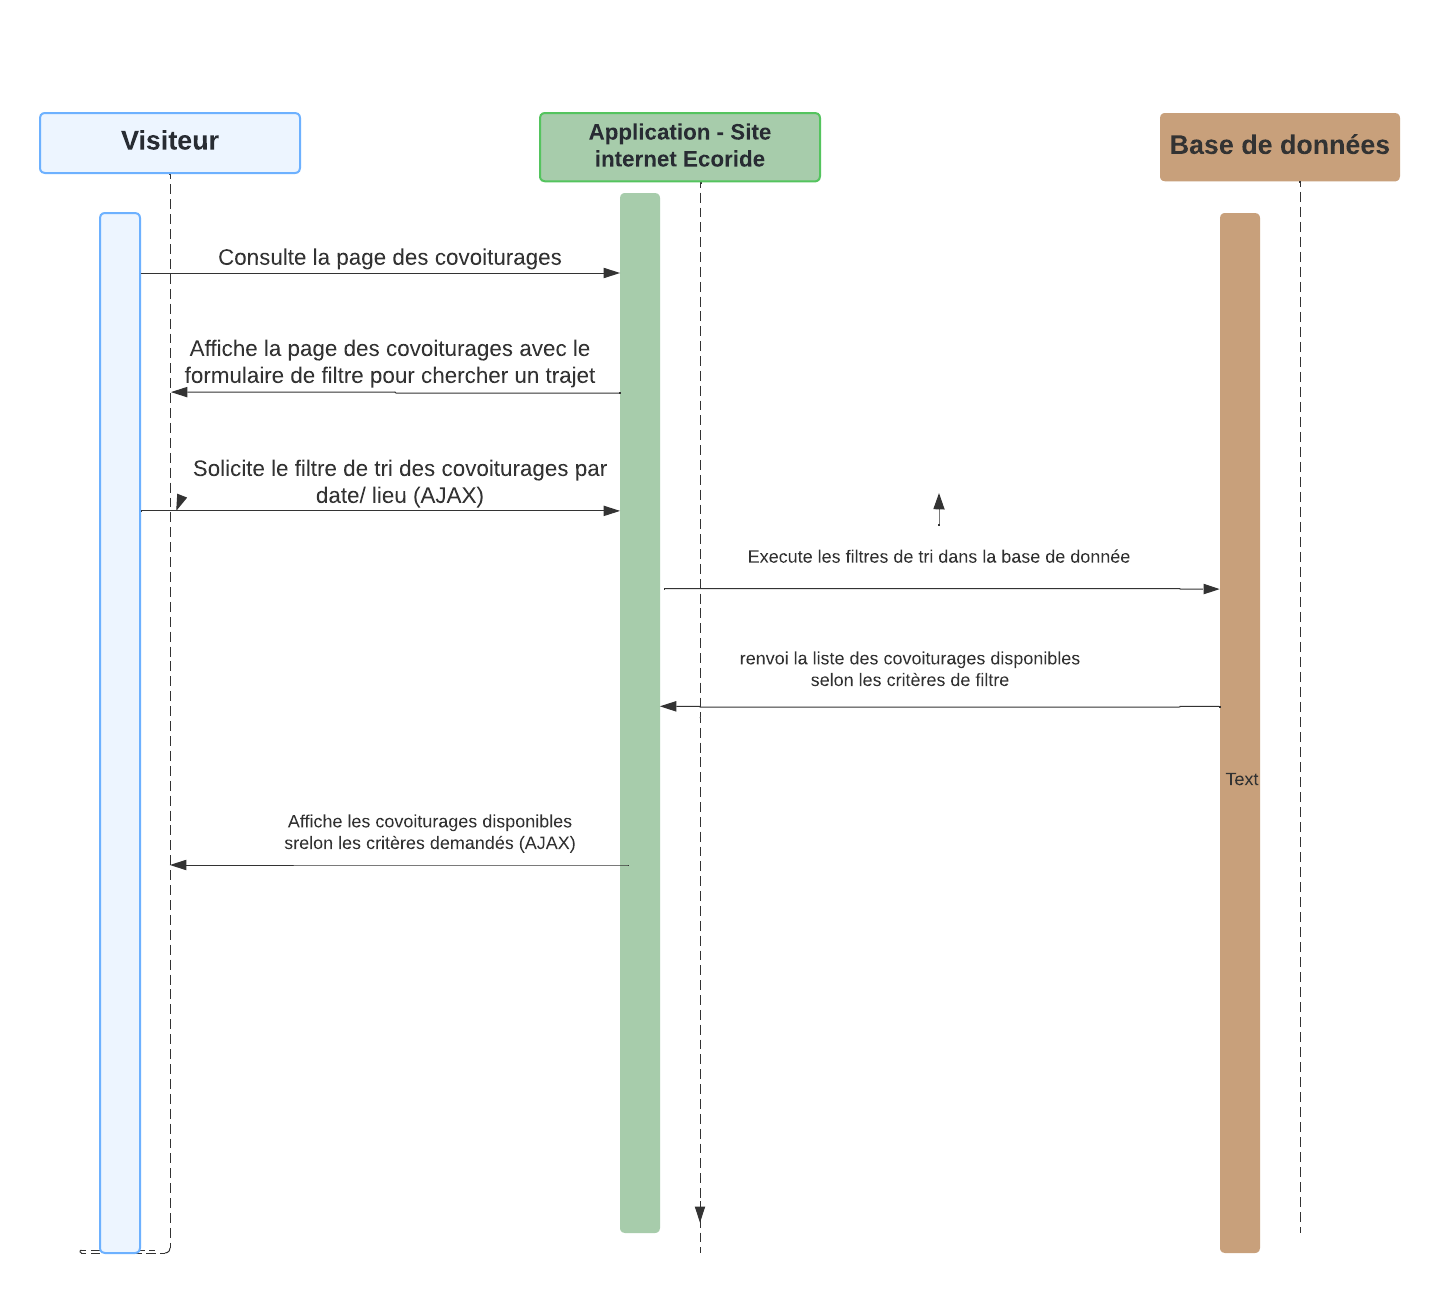 Visiteur
Application - Site
internet Ecoride
Base de données
Consulte la page des covoiturages
Affiche la page des covoiturages avec le
formulaire de filtre pour chercher un trajet
Solicite le filtre de tri des covoiturages par
date/ lieu (AJAX)
Execute les filtres de tri dans la base de donnée
renvoi la liste des covoiturages disponibles
selon les critères de filtre
Text
Affiche les covoiturages disponibles
srelon les critères demandés (AJAX)